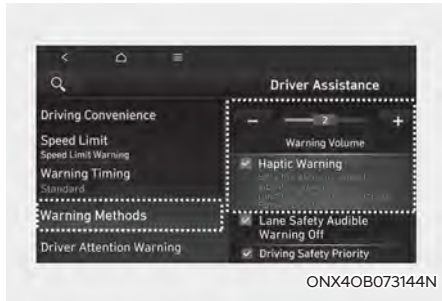 Driver Assistance
Driving Convenience
Speed Limit
Speed Limit Warning
Warning Timing
Standard
Warning Methods
Driver Attention Warning
2
Warning Volume
Haptic Warning
Lane Safety Audible
Warning Off
Driving Safety Priority
ONX4OB073144N